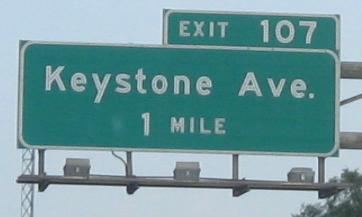 EXIT 107
Keystone Ave.
1 MILE